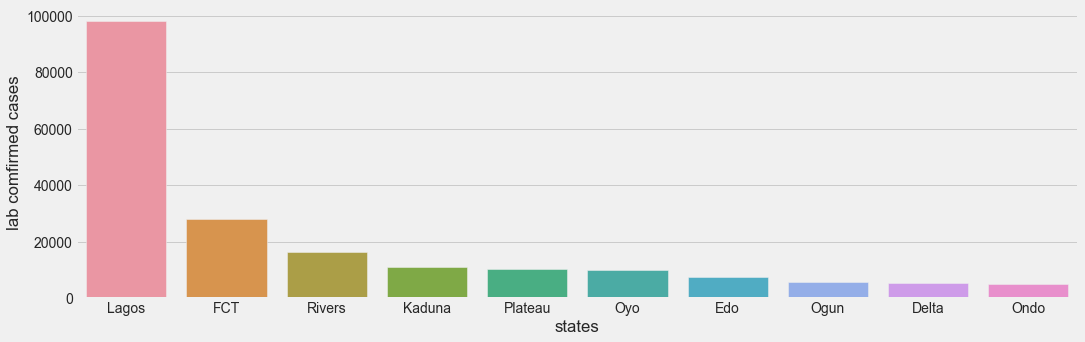 100000
80000
60000
40000
20000
0
lab comfirmed cases
Lagos FCT Rivers Kaduna Plateau Oyo Edo Ogun Delta Ondo
states